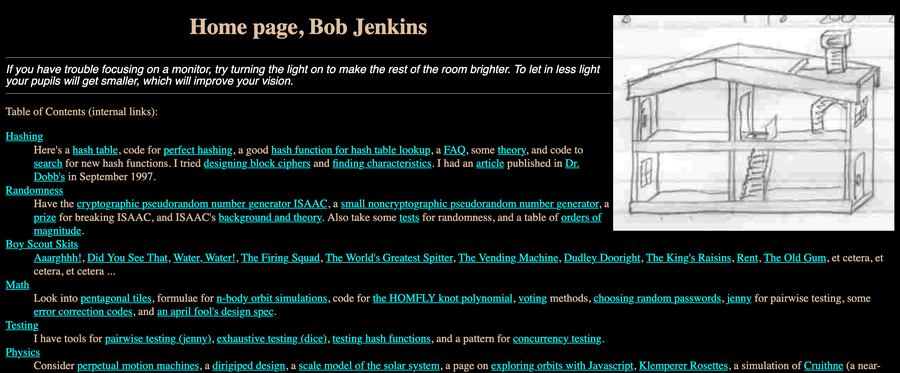 Home page, Bob Jenkins
If you have trouble focusing on a monitor, try turning the light on to make the rest of the room brighter. To let in less light
your pupils will get smaller, which will improve your vision.
Table of Contents (internal links):
Hashing
Here's a hash table, code for perfect hashing, a good hash function for hash table lookup, a FAQ, some theory, and code to
search for new hash functions. I tried designing block ciphers and finding characteristics. I had an article published in Dr.
Dobb's in September 1997.
Randomness
Have the cryptographic pseudorandom number generator ISAAC, a small noncryptographic pseudorandom number generator, a
prize for breaking ISAAC, and ISAAC's background and theory. Also take some tests for randomness, and a table of orders of
magnitude.
Boy Scout Skits
Aaarghhh!, Did You See That, Water, Water!, The Firing Squad, The World's Greatest Spitter, The Vending Machine, Dudley Dooright, The King's Raisins, Rent, The Old Gum, et cetera, et
cetera, et cetera ...
Math
Look into pentagonal tiles, formulae for n-body orbit simulations, code for the HOMFLY knot polynomial, voting methods, choosing random passwords, jenny for pairwise testing, some
error correction codes, and an april fool's design spec.
Testing
I have tools for pairwise testing (jenny), exhaustive testing (dice), testing hash functions, and a pattern for concurrency testing.
Physics
Consider perpetual motion machines, a dirigiped design, a scale model of the solar system, a page on exploring orbits with Javascript, Klemperer Rosettes, a simulation of Cruithne (a near-